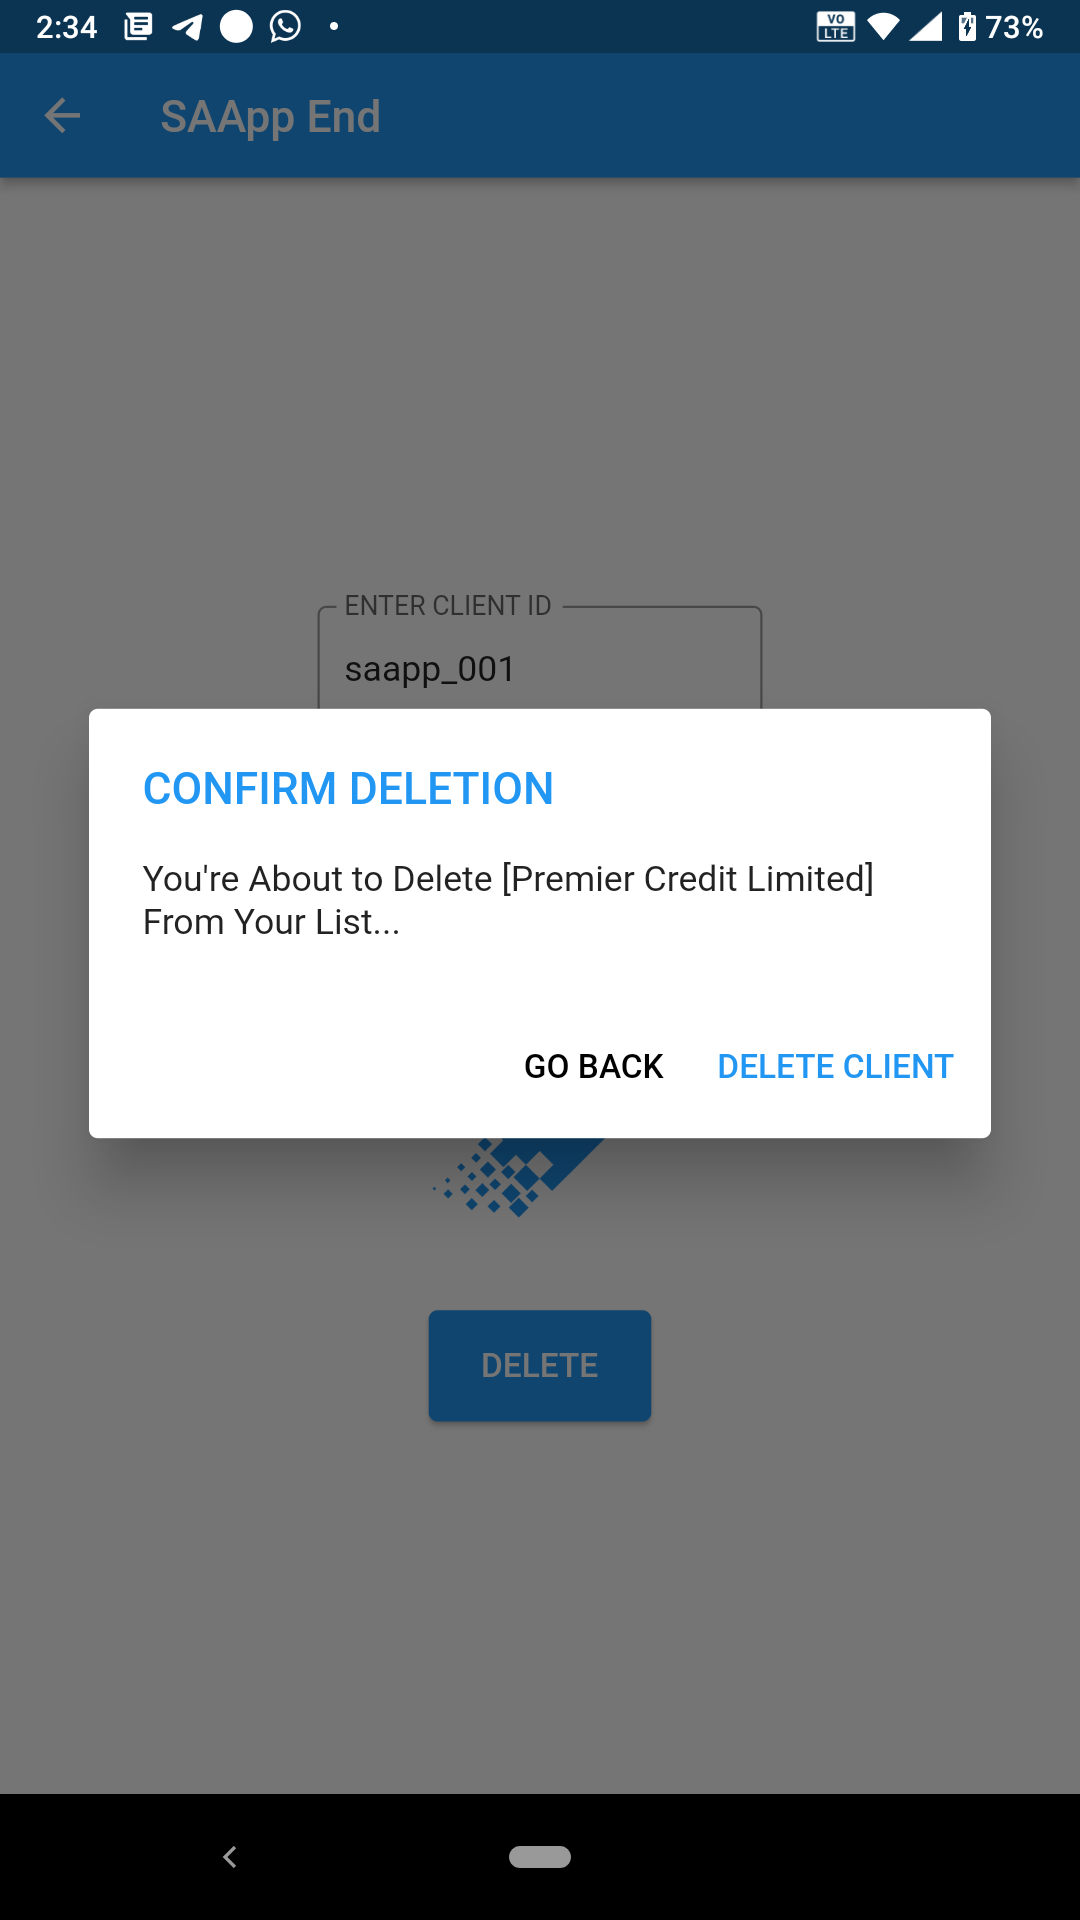 2:34
VO
LTE
73%
SAApp End
ENTER CLIENT ID
saapp_001
CONFIRM DELETION
You're About to Delete [Premier Credit Limited]
From Your List...
GO BACK
DELETE CLIENT
DELETE